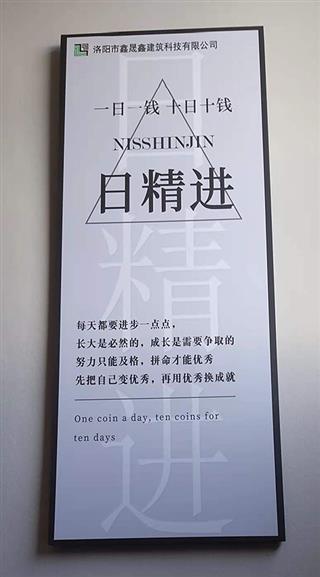 洛阳市鑫晟鑫建筑科技有限公司
一日一钱 十日十钱
NISSHINJIN
日精进
日精进
每天都要进步一点点，
长大是必然的，成长是需要争取的
努力只能及格，拼命才能优秀
先把自己变优秀，再用优秀换成就
One coin a day, ten coins for
ten days